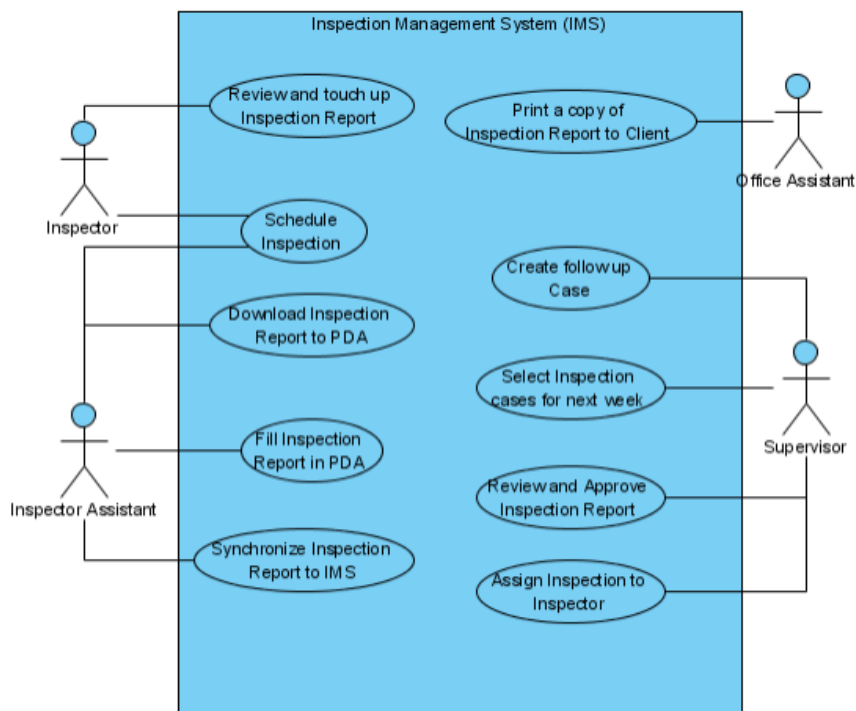 Inspection Management System (IMS)
Review and touch up
Inspection Report
Print a copy of
Inspection Report to Client
Office Assistant
Inspector
Schedule
Inspection
Create follow up
Case
Download Inspection
Report to PDA
Select Inspection
cases for next week
Supervisor
Fill Inspection
Report in PDA
Inspector Assistant
Review and Approve
Inspection Report
Synchronize Inspection
Report to IMS
Assign Inspection to
Inspector